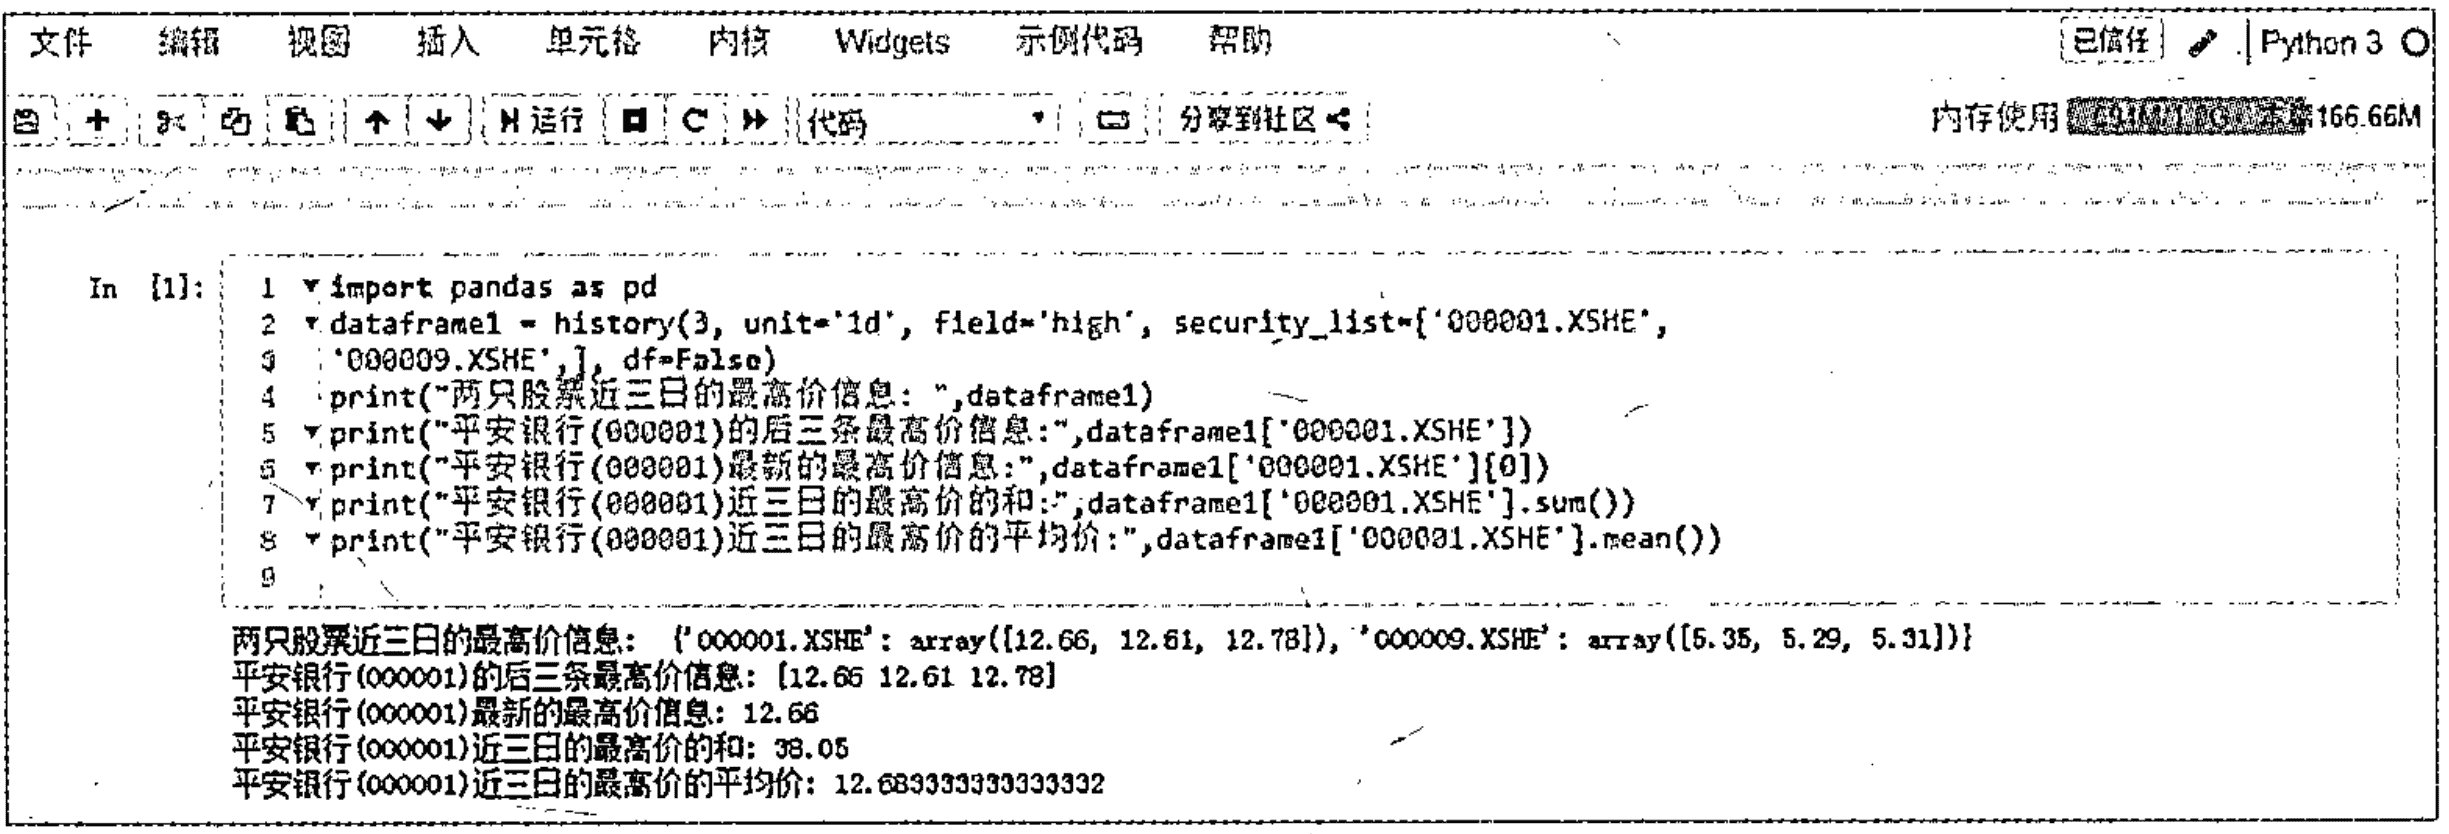 文件 编辑 视图 插入 单元格 内核 Widgets 示例代码 帮助 已信任 Python 3
运行 代码 分享到社区 内存使用 166.66M
In [1]:
1 import pandas as pd
2 dataframe1 = history(3, unit='1d', field='high', security_list=['000001.XSHE',
3 '000009.XSHE',], df=False)
4 print("两只股票近三日的最高价信息: ",dataframe1)
5 print("平安银行(000001)的后三条最高价信息:",dataframe1['000001.XSHE'])
6 print("平安银行(000001)最新的最高价信息:",dataframe1['000001.XSHE'][0])
7 print("平安银行(000001)近三日的最高价的和:",dataframe1['000001.XSHE'].sum())
8 print("平安银行(000001)近三日的最高价的平均价:",dataframe1['000001.XSHE'].mean())
9
两只股票近三日的最高价信息: {'000001.XSHE': array([12.66, 12.61, 12.78]), '000009.XSHE': array([5.35, 5.29, 5.31])}
平安银行(000001)的后三条最高价信息: [12.66 12.61 12.78]
平安银行(000001)最新的最高价信息: 12.66
平安银行(000001)近三日的最高价的和: 38.05
平安银行(000001)近三日的最高价的平均价: 12.683333333333332